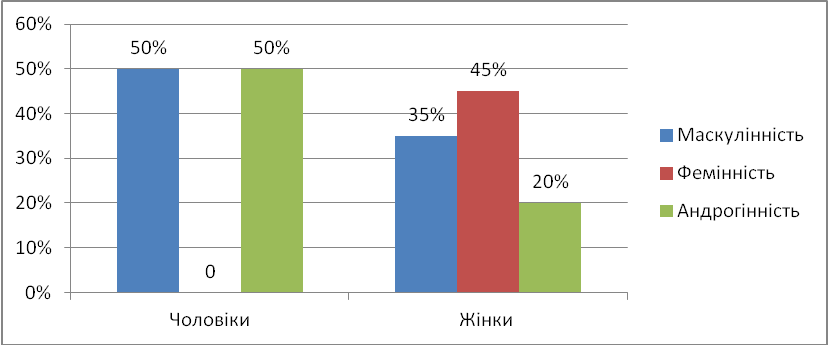 60%
50%
40%
30%
20%
10%
0%
50%
0
50%
35%
45%
20%
Чоловіки
Жінки
Маскулінність
Фемінність
Андрогінність